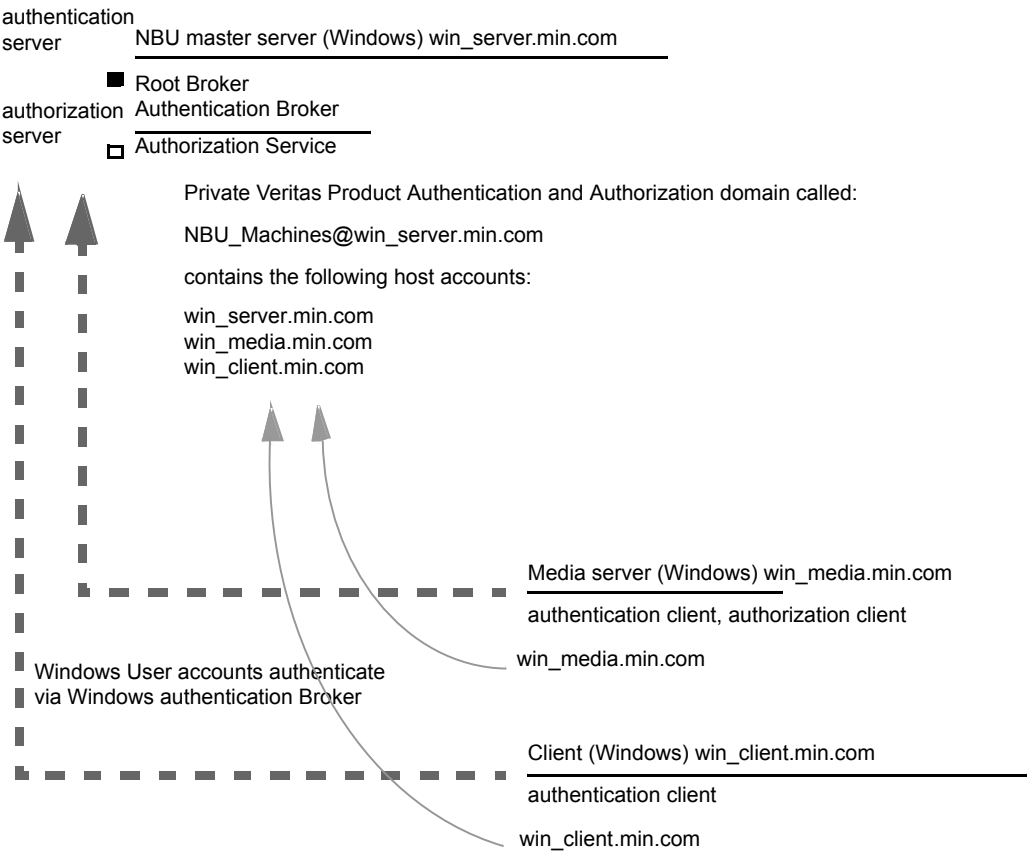 authentication
server
NBU master server (Windows) win_server.min.com
Root Broker
authorization
server
Authentication Broker
Authorization Service
Private Veritas Product Authentication and Authorization domain called:
NBU_Machines@win_server.min.com
contains the following host accounts:
win_server.min.com
win_media.min.com
win_client.min.com
Media server (Windows) win_media.min.com
authentication client, authorization client
win_media.min.com
Windows User accounts authenticate
via Windows authentication Broker
Client (Windows) win_client.min.com
authentication client
win_client.min.com